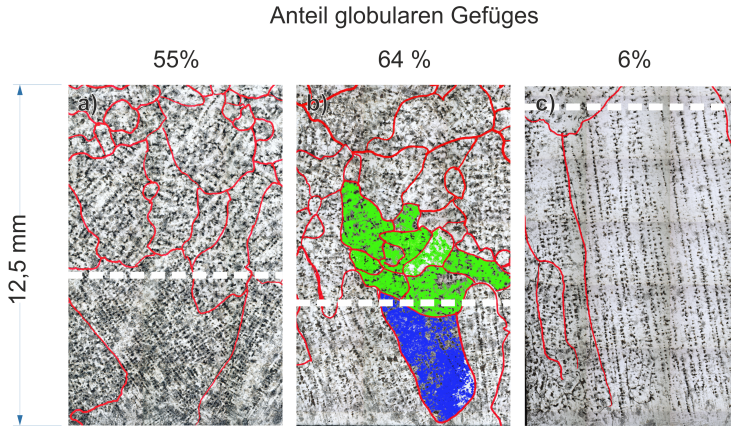 Anteil globularen Gefüges
55%
64 %
6%
a)
b)
c)
12,5 mm